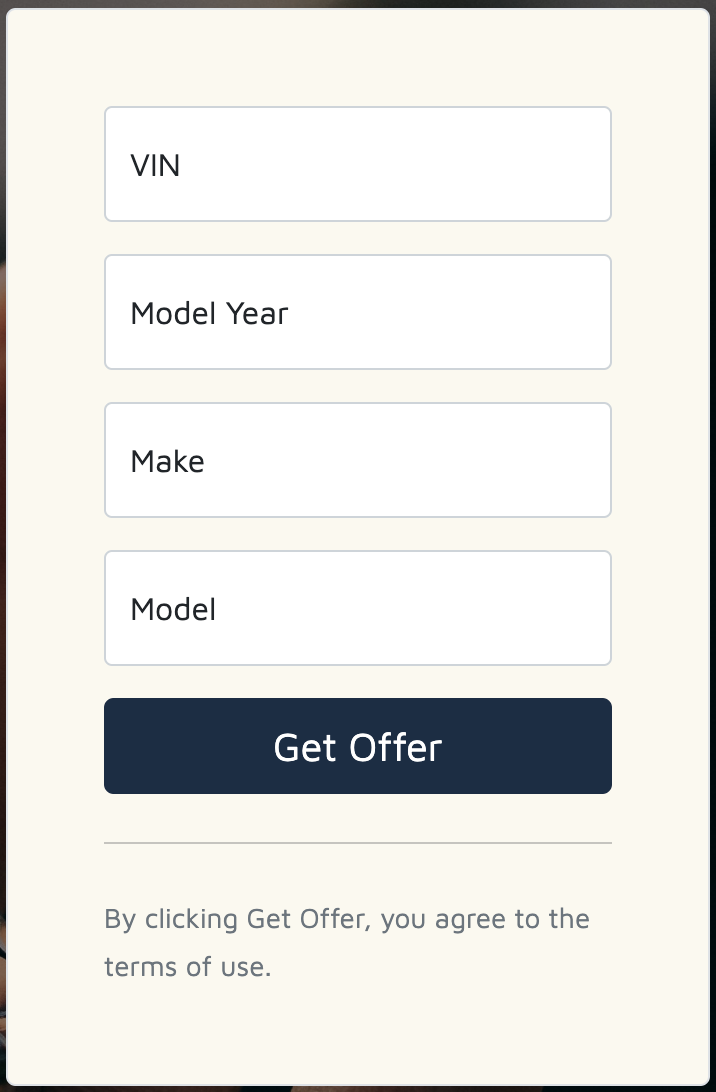 VIN
Model Year
Make
Model
Get Offer
By clicking Get Offer, you agree to the
terms of use.